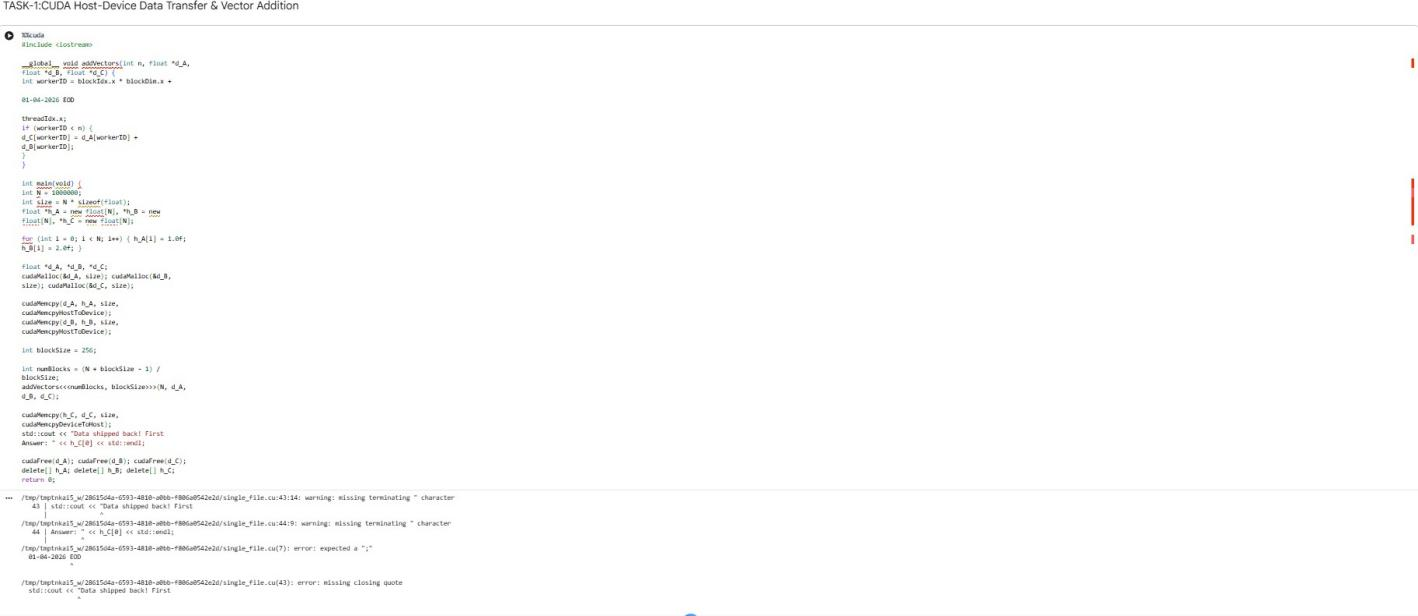 TASK-1:CUDA Host-Device Data Transfer & Vector Addition
%%cuda
#include <iostream>
__global__ void addVectors(int n, float *d_A,
float *d_B, float *d_C) {
int workerID = blockIdx.x * blockDim.x +
01-04-2026 EOD
threadIdx.x;
if (workerID < n) {
d_C[workerID] = d_A[workerID] +
d_B[workerID];
}
}
int main(void) {
int N = 1000000;
int size = N * sizeof(float);
float *h_A = new float[N], *h_B = new
float[N], *h_C = new float[N];
for (int i = 0; i < N; i++) { h_A[i] = 1.0f;
h_B[i] = 2.0f; }
float *d_A, *d_B, *d_C;
cudaMalloc(&d_A, size); cudaMalloc(&d_B,
size); cudaMalloc(&d_C, size);
cudaMemcpy(d_A, h_A, size,
cudaMemcpyHostToDevice);
cudaMemcpy(d_B, h_B, size,
cudaMemcpyHostToDevice);
int blockSize = 256;
int numBlocks = (N + blockSize - 1) /
blockSize;
addVectors<<<numBlocks, blockSize>>>(N, d_A,
d_B, d_C);
cudaMemcpy(h_C, d_C, size,
cudaMemcpyDeviceToHost);
std::cout << "Data shipped back! First
Answer: " << h_C[0] << std::endl;
cudaFree(d_A); cudaFree(d_B); cudaFree(d_C);
delete[] h_A; delete[] h_B; delete[] h_C;
return 0;
/tmp/tmptnkai5_w/28615d4a-6593-4810-a0bb-f806a0542e2d/single_file.cu:43:14: warning: missing terminating " character
43 | std::cout << "Data shipped back! First
| ^
/tmp/tmptnkai5_w/28615d4a-6593-4810-a0bb-f806a0542e2d/single_file.cu:44:9: warning: missing terminating " character
44 | Answer: " << h_C[0] << std::endl;
| ^
/tmp/tmptnkai5_w/28615d4a-6593-4810-a0bb-f806a0542e2d/single_file.cu(7): error: expected a ";"
01-04-2026 EOD
^
/tmp/tmptnkai5_w/28615d4a-6593-4810-a0bb-f806a0542e2d/single_file.cu(43): error: missing closing quote
std::cout << "Data shipped back! First
^